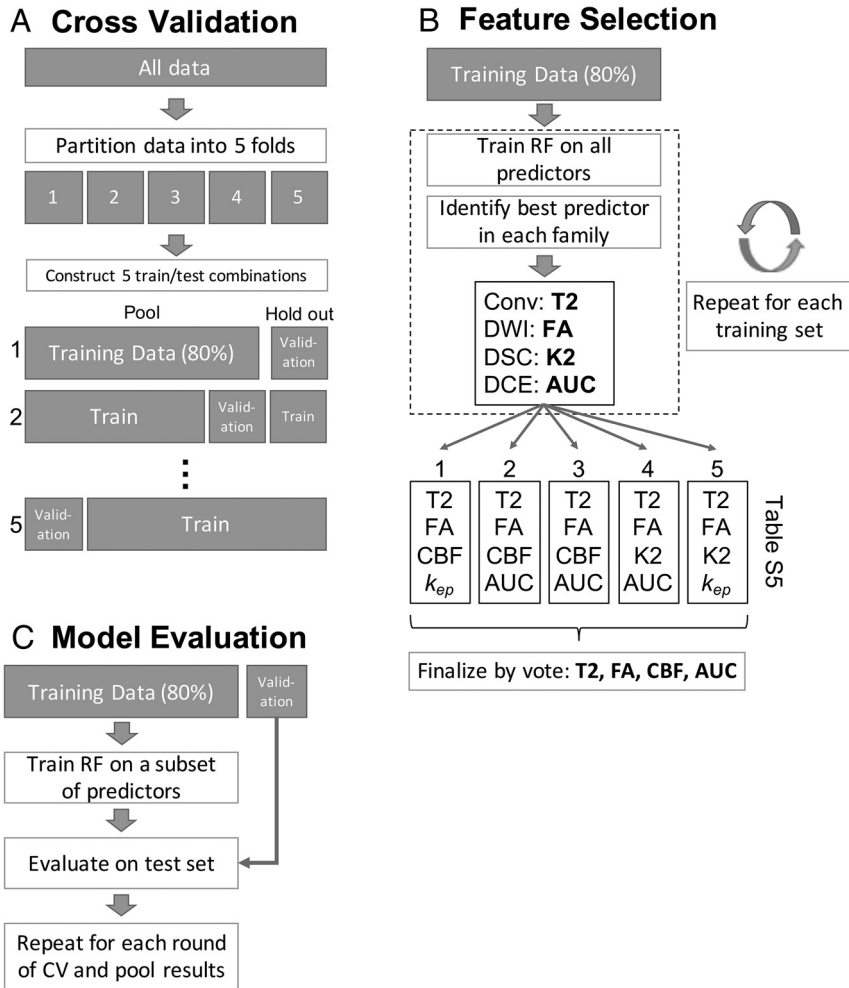 A Cross Validation
All data
Partition data into 5 folds
1 2 3 4 5
Construct 5 train/test combinations
Pool Hold out
1 Training Data (80%) Valid-
ation
2 Train Valid-
ation Train
⋮
5 Valid-
ation Train
B Feature Selection
Training Data (80%)
Train RF on all
predictors
Identify best predictor
in each family
Conv: T2
DWI: FA
DSC: K2
DCE: AUC
Repeat for each
training set
1 2 3 4 5
T2 T2 T2 T2 T2
FA FA FA FA FA
CBF CBF CBF K2 K2
kep AUC AUC AUC kep
Table S5
Finalize by vote: T2, FA, CBF, AUC
C Model Evaluation
Training Data (80%) Valid-
ation
Train RF on a subset
of predictors
Evaluate on test set
Repeat for each round
of CV and pool results